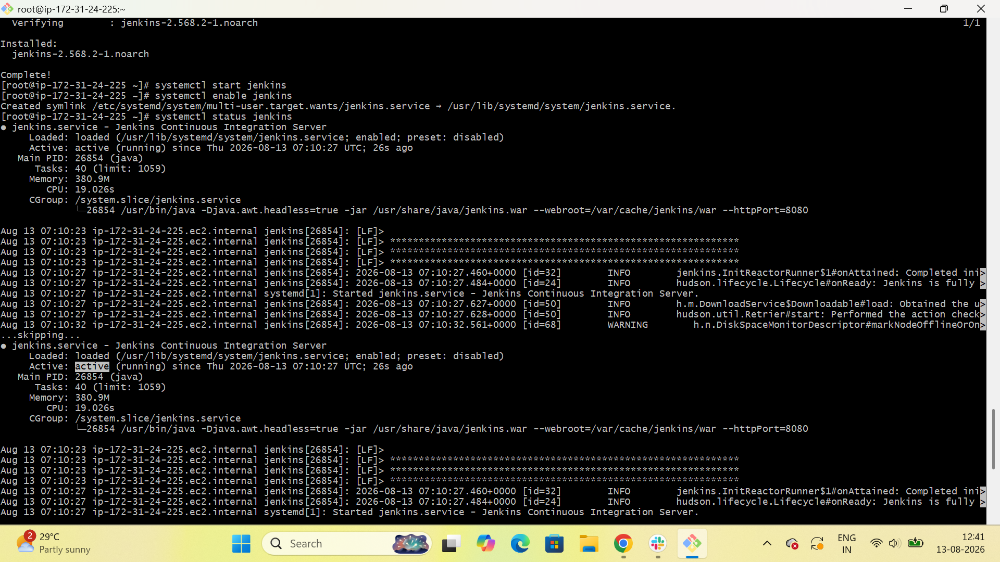 root@ip-172-31-24-225:~
  Verifying        : jenkins-2.568.2-1.noarch                                                                                                                           1/1
Installed:
  jenkins-2.568.2-1.noarch
Complete!
[root@ip-172-31-24-225 ~]# systemctl start jenkins
[root@ip-172-31-24-225 ~]# systemctl enable jenkins
Created symlink /etc/systemd/system/multi-user.target.wants/jenkins.service → /usr/lib/systemd/system/jenkins.service.
[root@ip-172-31-24-225 ~]# systemctl status jenkins
● jenkins.service - Jenkins Continuous Integration Server
     Loaded: loaded (/usr/lib/systemd/system/jenkins.service; enabled; preset: disabled)
     Active: active (running) since Thu 2026-08-13 07:10:27 UTC; 26s ago
   Main PID: 26854 (java)
      Tasks: 40 (limit: 1059)
     Memory: 380.9M
        CPU: 19.026s
     CGroup: /system.slice/jenkins.service
             └─26854 /usr/bin/java -Djava.awt.headless=true -jar /usr/share/java/jenkins.war --webroot=/var/cache/jenkins/war --httpPort=8080
Aug 13 07:10:23 ip-172-31-24-225.ec2.internal jenkins[26854]: [LF]>
Aug 13 07:10:23 ip-172-31-24-225.ec2.internal jenkins[26854]: [LF]> *************************************************************
Aug 13 07:10:23 ip-172-31-24-225.ec2.internal jenkins[26854]: [LF]> *************************************************************
Aug 13 07:10:23 ip-172-31-24-225.ec2.internal jenkins[26854]: [LF]> *************************************************************
Aug 13 07:10:27 ip-172-31-24-225.ec2.internal jenkins[26854]: 2026-08-13 07:10:27.460+0000 [id=32]        INFO        jenkins.InitReactorRunner$1#onAttained: Completed ini>
Aug 13 07:10:27 ip-172-31-24-225.ec2.internal jenkins[26854]: 2026-08-13 07:10:27.484+0000 [id=24]        INFO        hudson.lifecycle.Lifecycle#onReady: Jenkins is fully >
Aug 13 07:10:27 ip-172-31-24-225.ec2.internal systemd[1]: Started jenkins.service - Jenkins Continuous Integration Server.
Aug 13 07:10:27 ip-172-31-24-225.ec2.internal jenkins[26854]: 2026-08-13 07:10:27.627+0000 [id=50]        INFO        h.m.DownloadService$Downloadable#load: Obtained the u>
Aug 13 07:10:27 ip-172-31-24-225.ec2.internal jenkins[26854]: 2026-08-13 07:10:27.628+0000 [id=50]        INFO        hudson.util.Retrier#start: Performed the action check>
Aug 13 07:10:32 ip-172-31-24-225.ec2.internal jenkins[26854]: 2026-08-13 07:10:32.561+0000 [id=68]        WARNING        h.n.DiskSpaceMonitorDescriptor#markNodeOfflineOrOn>
...skipping...
● jenkins.service - Jenkins Continuous Integration Server
     Loaded: loaded (/usr/lib/systemd/system/jenkins.service; enabled; preset: disabled)
     Active: active (running) since Thu 2026-08-13 07:10:27 UTC; 26s ago
   Main PID: 26854 (java)
      Tasks: 40 (limit: 1059)
     Memory: 380.9M
        CPU: 19.026s
     CGroup: /system.slice/jenkins.service
             └─26854 /usr/bin/java -Djava.awt.headless=true -jar /usr/share/java/jenkins.war --webroot=/var/cache/jenkins/war --httpPort=8080
Aug 13 07:10:23 ip-172-31-24-225.ec2.internal jenkins[26854]: [LF]>
Aug 13 07:10:23 ip-172-31-24-225.ec2.internal jenkins[26854]: [LF]> *************************************************************
Aug 13 07:10:23 ip-172-31-24-225.ec2.internal jenkins[26854]: [LF]> *************************************************************
Aug 13 07:10:23 ip-172-31-24-225.ec2.internal jenkins[26854]: [LF]> *************************************************************
Aug 13 07:10:27 ip-172-31-24-225.ec2.internal jenkins[26854]: 2026-08-13 07:10:27.460+0000 [id=32]        INFO        jenkins.InitReactorRunner$1#onAttained: Completed ini>
Aug 13 07:10:27 ip-172-31-24-225.ec2.internal jenkins[26854]: 2026-08-13 07:10:27.484+0000 [id=24]        INFO        hudson.lifecycle.Lifecycle#onReady: Jenkins is fully >
Aug 13 07:10:27 ip-172-31-24-225.ec2.internal systemd[1]: Started jenkins.service - Jenkins Continuous Integration Server.
2
29°C
Partly sunny
Search
ENG
IN
12:41
13-08-2026